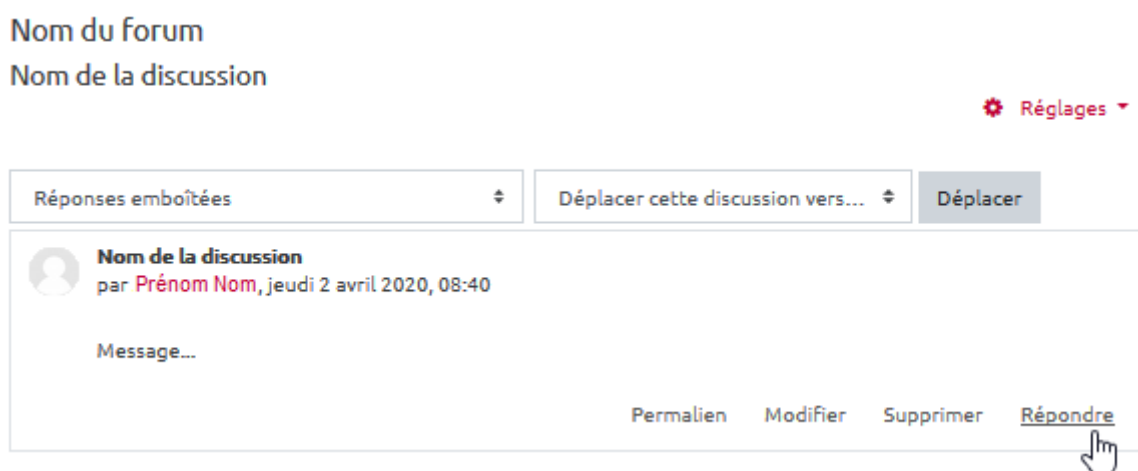 Nom du forum
Nom de la discussion
Réglages
Réponses emboîtées
Déplacer cette discussion vers...
Déplacer
Nom de la discussion
par Prénom Nom, jeudi 2 avril 2020, 08:40
Message...
Permalien Modifier Supprimer Répondre